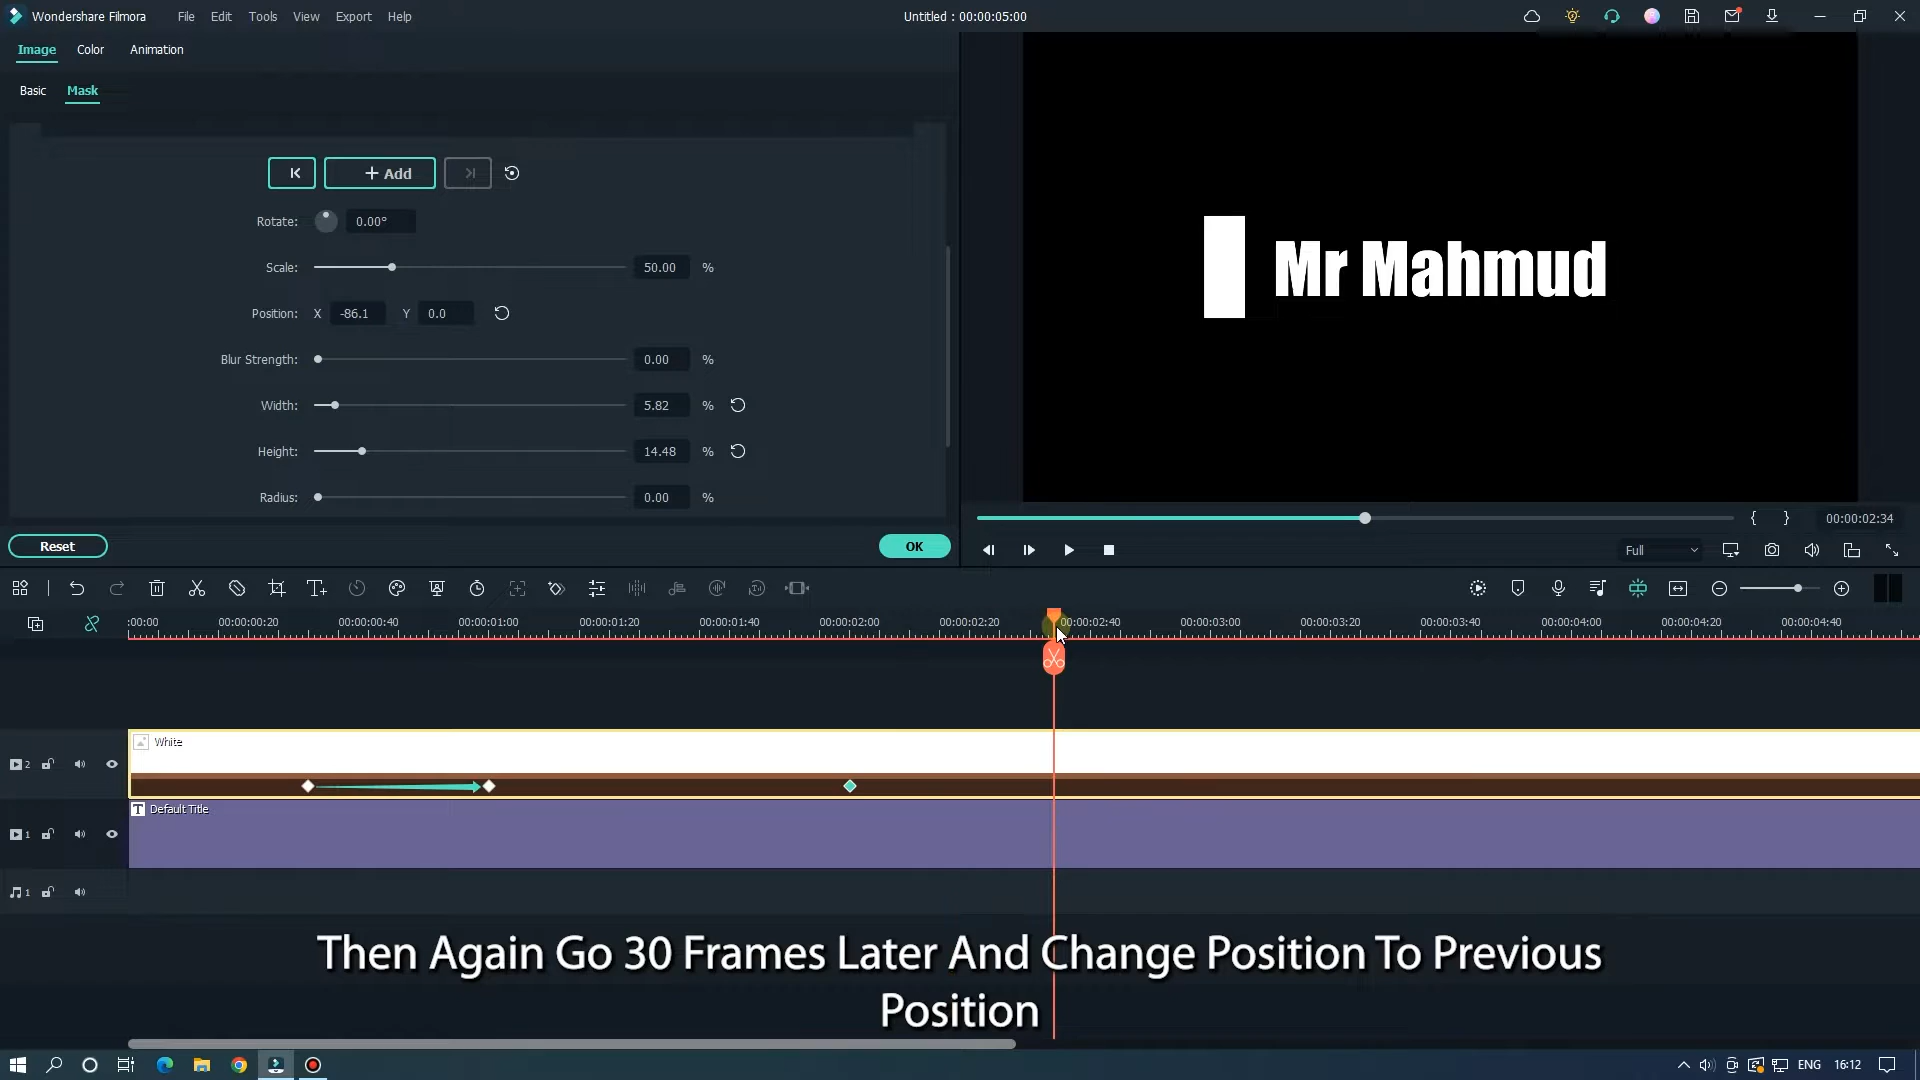 Wondershare Filmora File Edit Tools View Export Help Untitled : 00:00:05:00
Image Color Animation
Basic Mask
+ Add
Rotate: 0.00°
Scale: 50.00 %
Position: X -86.1 Y 0.0
Blur Strength: 0.00 %
Width: 5.82 %
Height: 14.48 %
Radius: 0.00 %
Reset OK
Mr Mahmud
{ } 00:00:02:34
Full
:00:00 00:00:00:20 00:00:00:40 00:00:01:00 00:00:01:20 00:00:01:40 00:00:02:00 00:00:02:20 00:00:02:40 00:00:03:00 00:00:03:20 00:00:03:40 00:00:04:00 00:00:04:20 00:00:04:40
White
2
T Default Title
1
1
Then Again Go 30 Frames Later And Change Position To Previous
Position
ENG 16:12